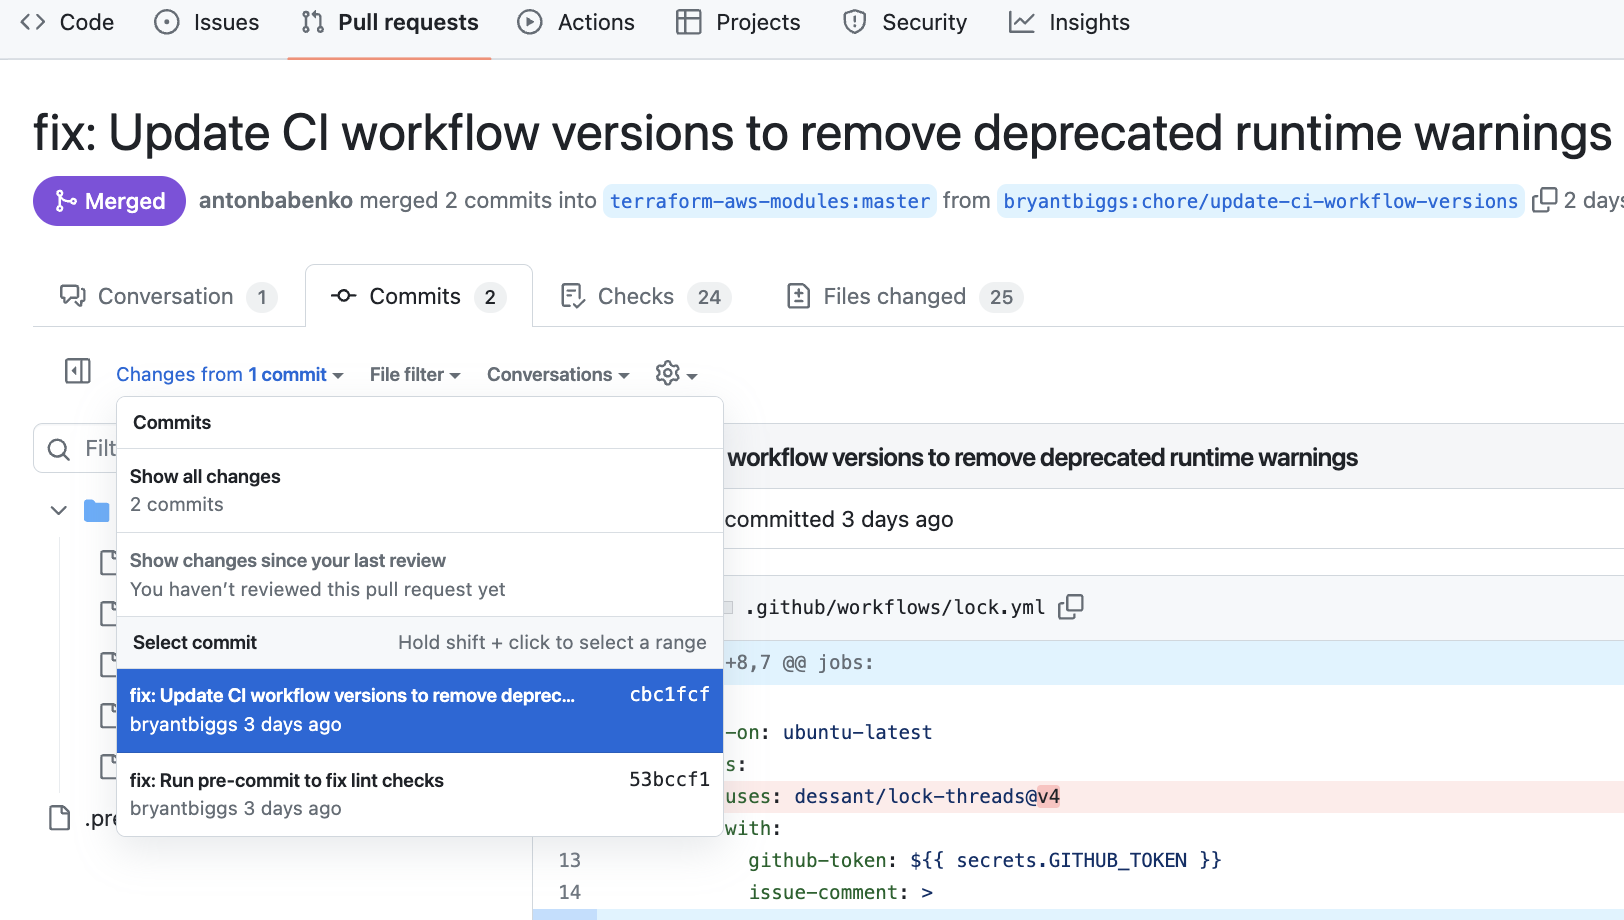 Code Issues Pull requests Actions Projects Security Insights
fix: Update CI workflow versions to remove deprecated runtime warnings
Merged antonbabenko merged 2 commits into terraform-aws-modules:master from bryantbiggs:chore/update-ci-workflow-versions 2 days
Conversation 1 Commits 2 Checks 24 Files changed 25
Changes from 1 commit File filter Conversations
Commits
Filt
workflow versions to remove deprecated runtime warnings
Show all changes
2 commits
committed 3 days ago
Show changes since your last review
You haven’t reviewed this pull request yet
.github/workflows/lock.yml
Select commit Hold shift + click to select a range
+8,7 @@ jobs:
fix: Update CI workflow versions to remove deprec... cbc1fcf
bryantbiggs 3 days ago
-on: ubuntu-latest
s:
fix: Run pre-commit to fix lint checks 53bccf1
bryantbiggs 3 days ago
uses: dessant/lock-threads@v4
.pre
with:
13 github-token: ${{ secrets.GITHUB_TOKEN }}
14 issue-comment: >